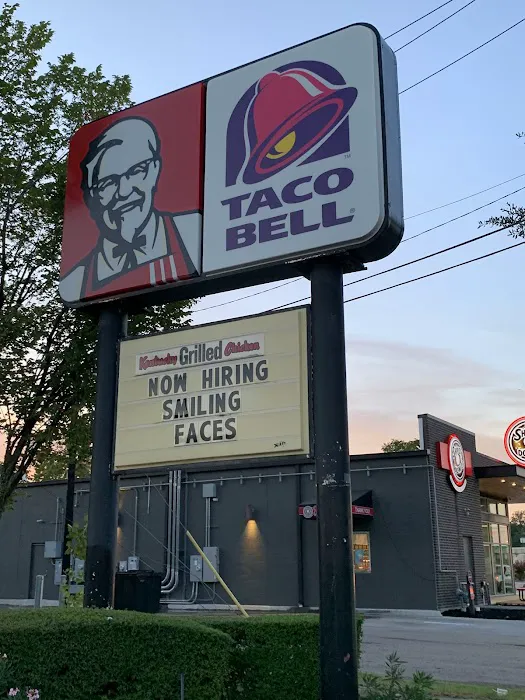 TACO
BELL
Kentucky Grilled Chicken
NOW HIRING
SMILING
FACES